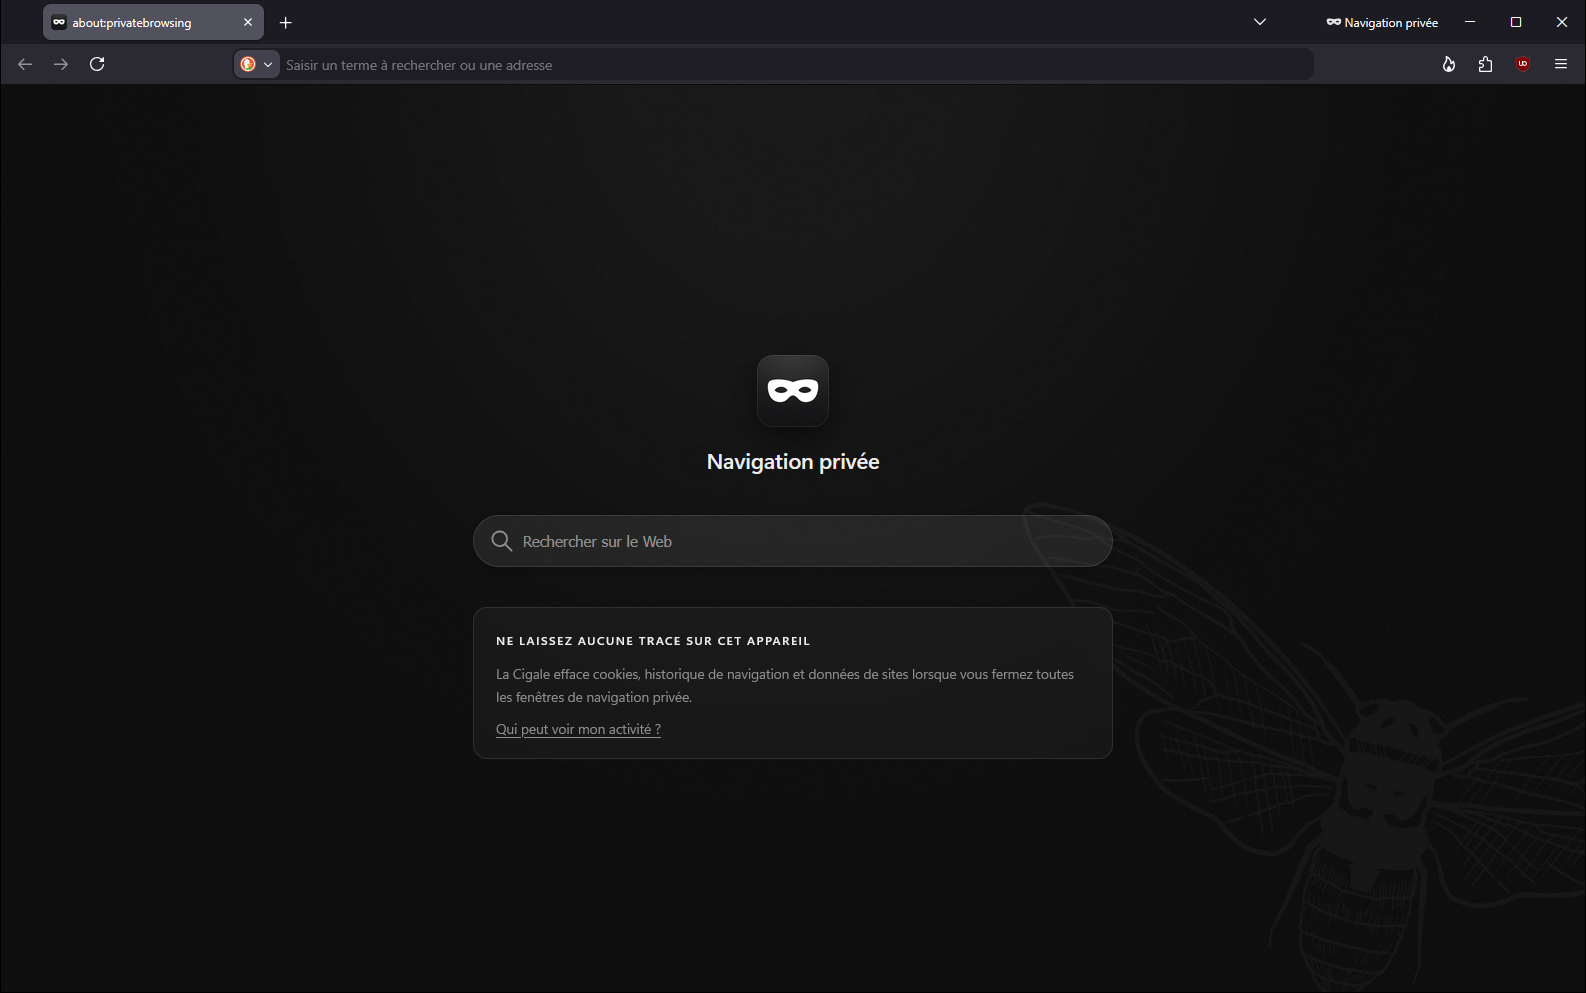 about:privatebrowsing
Navigation privée
Saisir un terme à rechercher ou une adresse
Navigation privée
Rechercher sur le Web
NE LAISSEZ AUCUNE TRACE SUR CET APPAREIL
La Cigale efface cookies, historique de navigation et données de sites lorsque vous fermez toutes
les fenêtres de navigation privée.
Qui peut voir mon activité ?